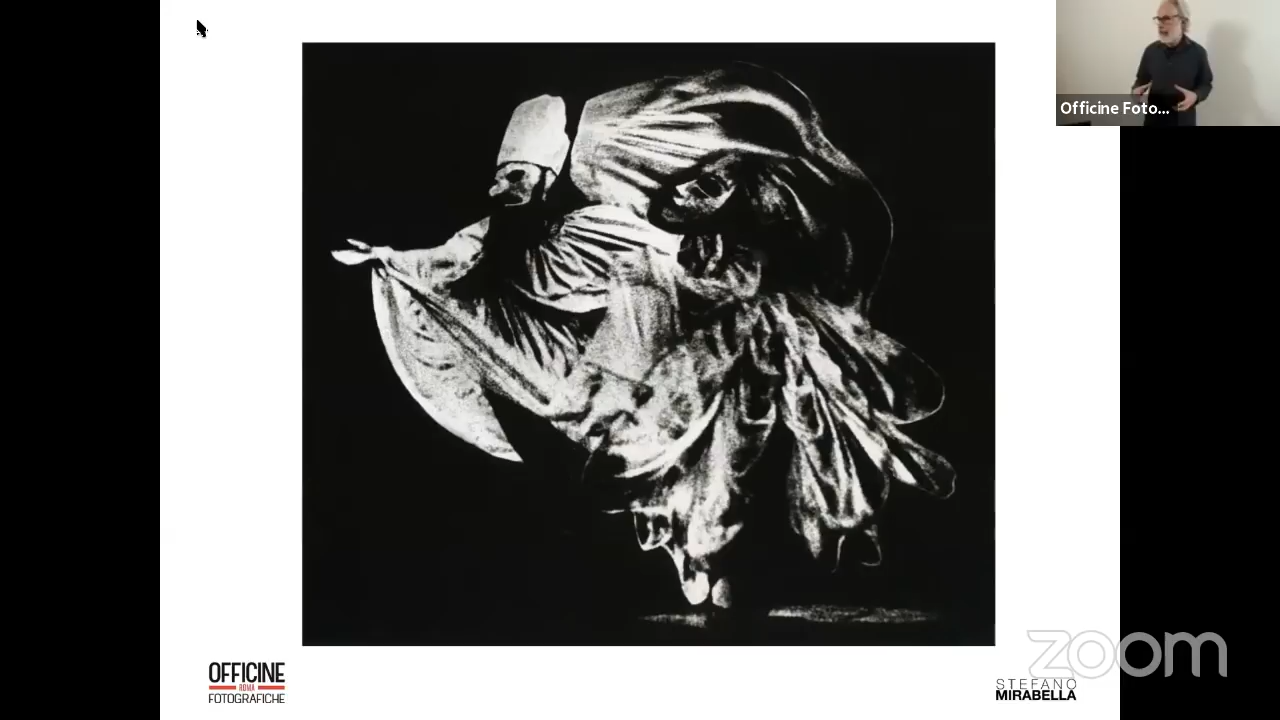 Officine Foto...
OFFICINE
ROMA
FOTOGRAFICHE
zoom
STEFANO
MIRABELLA